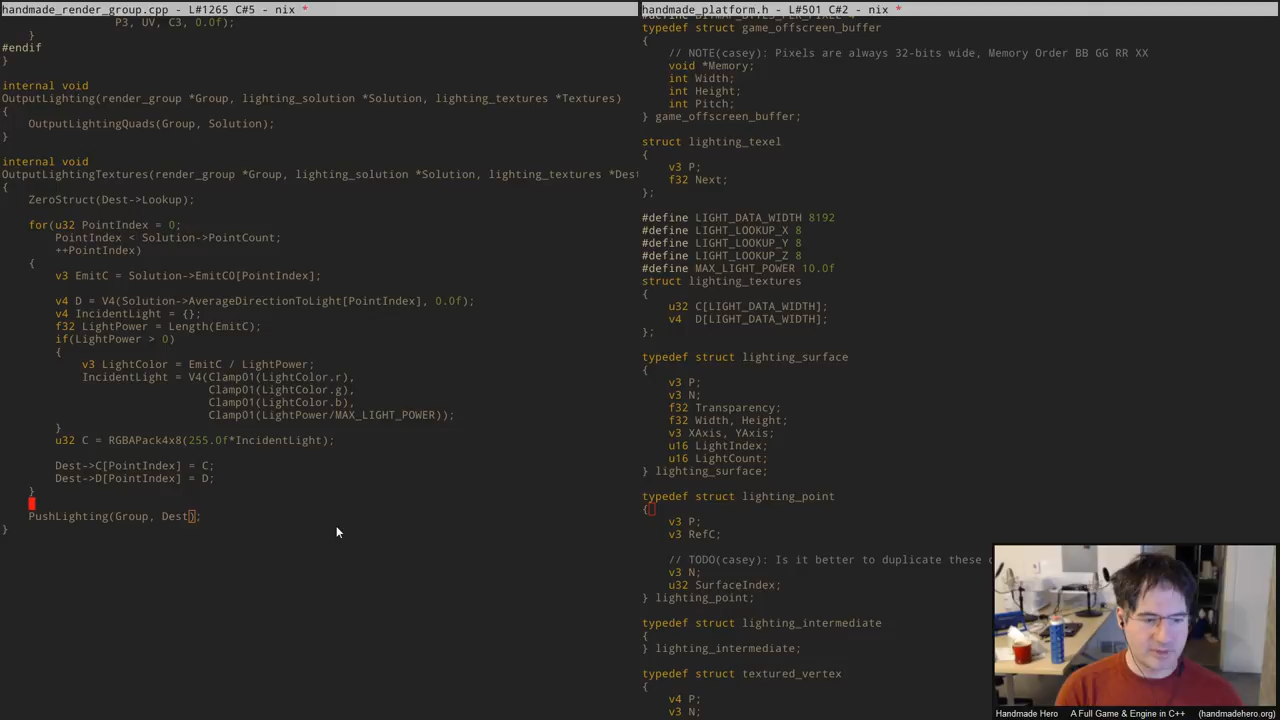 handmade_render_group.cpp - L#1265 C#5 - nix *
P3, UV, C3, 0.0f);
}
#endif
}
internal void
OutputLighting(render_group *Group, lighting_solution *Solution, lighting_textures *Textures)
{
OutputLightingQuads(Group, Solution);
}
internal void
OutputLightingTextures(render_group *Group, lighting_solution *Solution, lighting_textures *Dest
{
ZeroStruct(Dest->Lookup);
for(u32 PointIndex = 0;
PointIndex < Solution->PointCount;
++PointIndex)
{
v3 EmitC = Solution->EmitC0[PointIndex];
v4 D = V4(Solution->AverageDirectionToLight[PointIndex], 0.0f);
v4 IncidentLight = {};
f32 LightPower = Length(EmitC);
if(LightPower > 0)
{
v3 LightColor = EmitC / LightPower;
IncidentLight = V4(Clamp01(LightColor.r),
Clamp01(LightColor.g),
Clamp01(LightColor.b),
Clamp01(LightPower/MAX_LIGHT_POWER));
}
u32 C = RGBAPack4x8(255.0f*IncidentLight);
Dest->C[PointIndex] = C;
Dest->D[PointIndex] = D;
}
PushLighting(Group, Dest);
}
handmade_platform.h - L#501 C#2 - nix *
#define BITMAP_BYTES_PER_PIXEL 4
typedef struct game_offscreen_buffer
{
// NOTE(casey): Pixels are always 32-bits wide, Memory Order BB GG RR XX
void *Memory;
int Width;
int Height;
int Pitch;
} game_offscreen_buffer;
struct lighting_texel
{
v3 P;
f32 Next;
};
#define LIGHT_DATA_WIDTH 8192
#define LIGHT_LOOKUP_X 8
#define LIGHT_LOOKUP_Y 8
#define LIGHT_LOOKUP_Z 8
#define MAX_LIGHT_POWER 10.0f
struct lighting_textures
{
u32 C[LIGHT_DATA_WIDTH];
v4 D[LIGHT_DATA_WIDTH];
};
typedef struct lighting_surface
{
v3 P;
v3 N;
f32 Transparency;
f32 Width, Height;
v3 XAxis, YAxis;
u16 LightIndex;
u16 LightCount;
} lighting_surface;
typedef struct lighting_point
{
v3 P;
v3 RefC;
// TODO(casey): Is it better to duplicate these
v3 N;
u32 SurfaceIndex;
} lighting_point;
typedef struct lighting_intermediate
{
} lighting_intermediate;
typedef struct textured_vertex
{
v4 P;
v3 N;
Handmade Hero A Full Game & Engine in C++ (handmadehero.org)